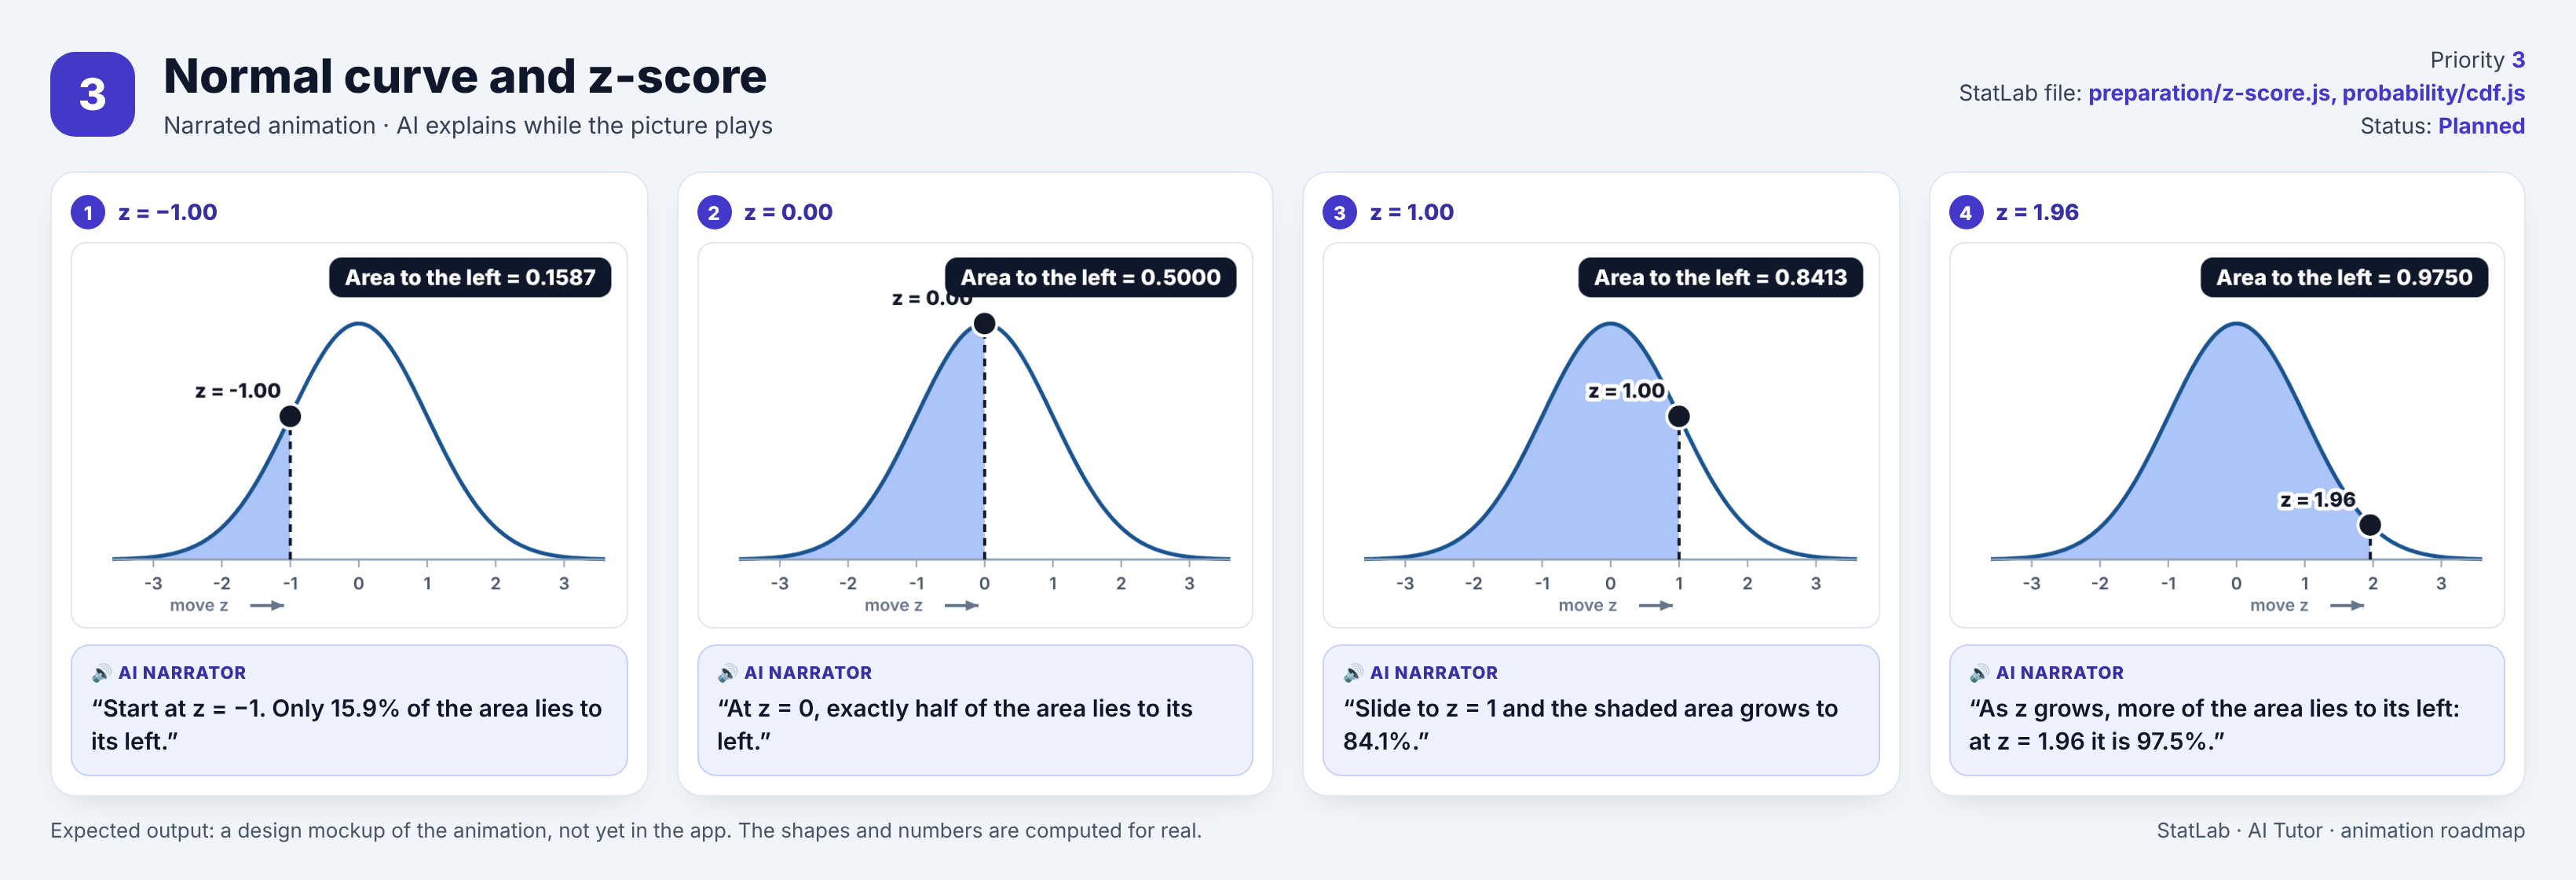 3
Normal curve and z-score
Narrated animation · AI explains while the picture plays
Priority 3
StatLab file: preparation/z-score.js, probability/cdf.js
Status: Planned
1 z = −1.00
Area to the left = 0.1587
z = -1.00
-3 -2 -1 0 1 2 3
move z
🔊 AI NARRATOR
“Start at z = −1. Only 15.9% of the area lies to
its left.”
2 z = 0.00
Area to the left = 0.5000
z = 0.00
-3 -2 -1 0 1 2 3
move z
🔊 AI NARRATOR
“At z = 0, exactly half of the area lies to its
left.”
3 z = 1.00
Area to the left = 0.8413
z = 1.00
-3 -2 -1 0 1 2 3
move z
🔊 AI NARRATOR
“Slide to z = 1 and the shaded area grows to
84.1%.”
4 z = 1.96
Area to the left = 0.9750
z = 1.96
-3 -2 -1 0 1 2 3
move z
🔊 AI NARRATOR
“As z grows, more of the area lies to its left:
at z = 1.96 it is 97.5%.”
Expected output: a design mockup of the animation, not yet in the app. The shapes and numbers are computed for real.
StatLab · AI Tutor · animation roadmap